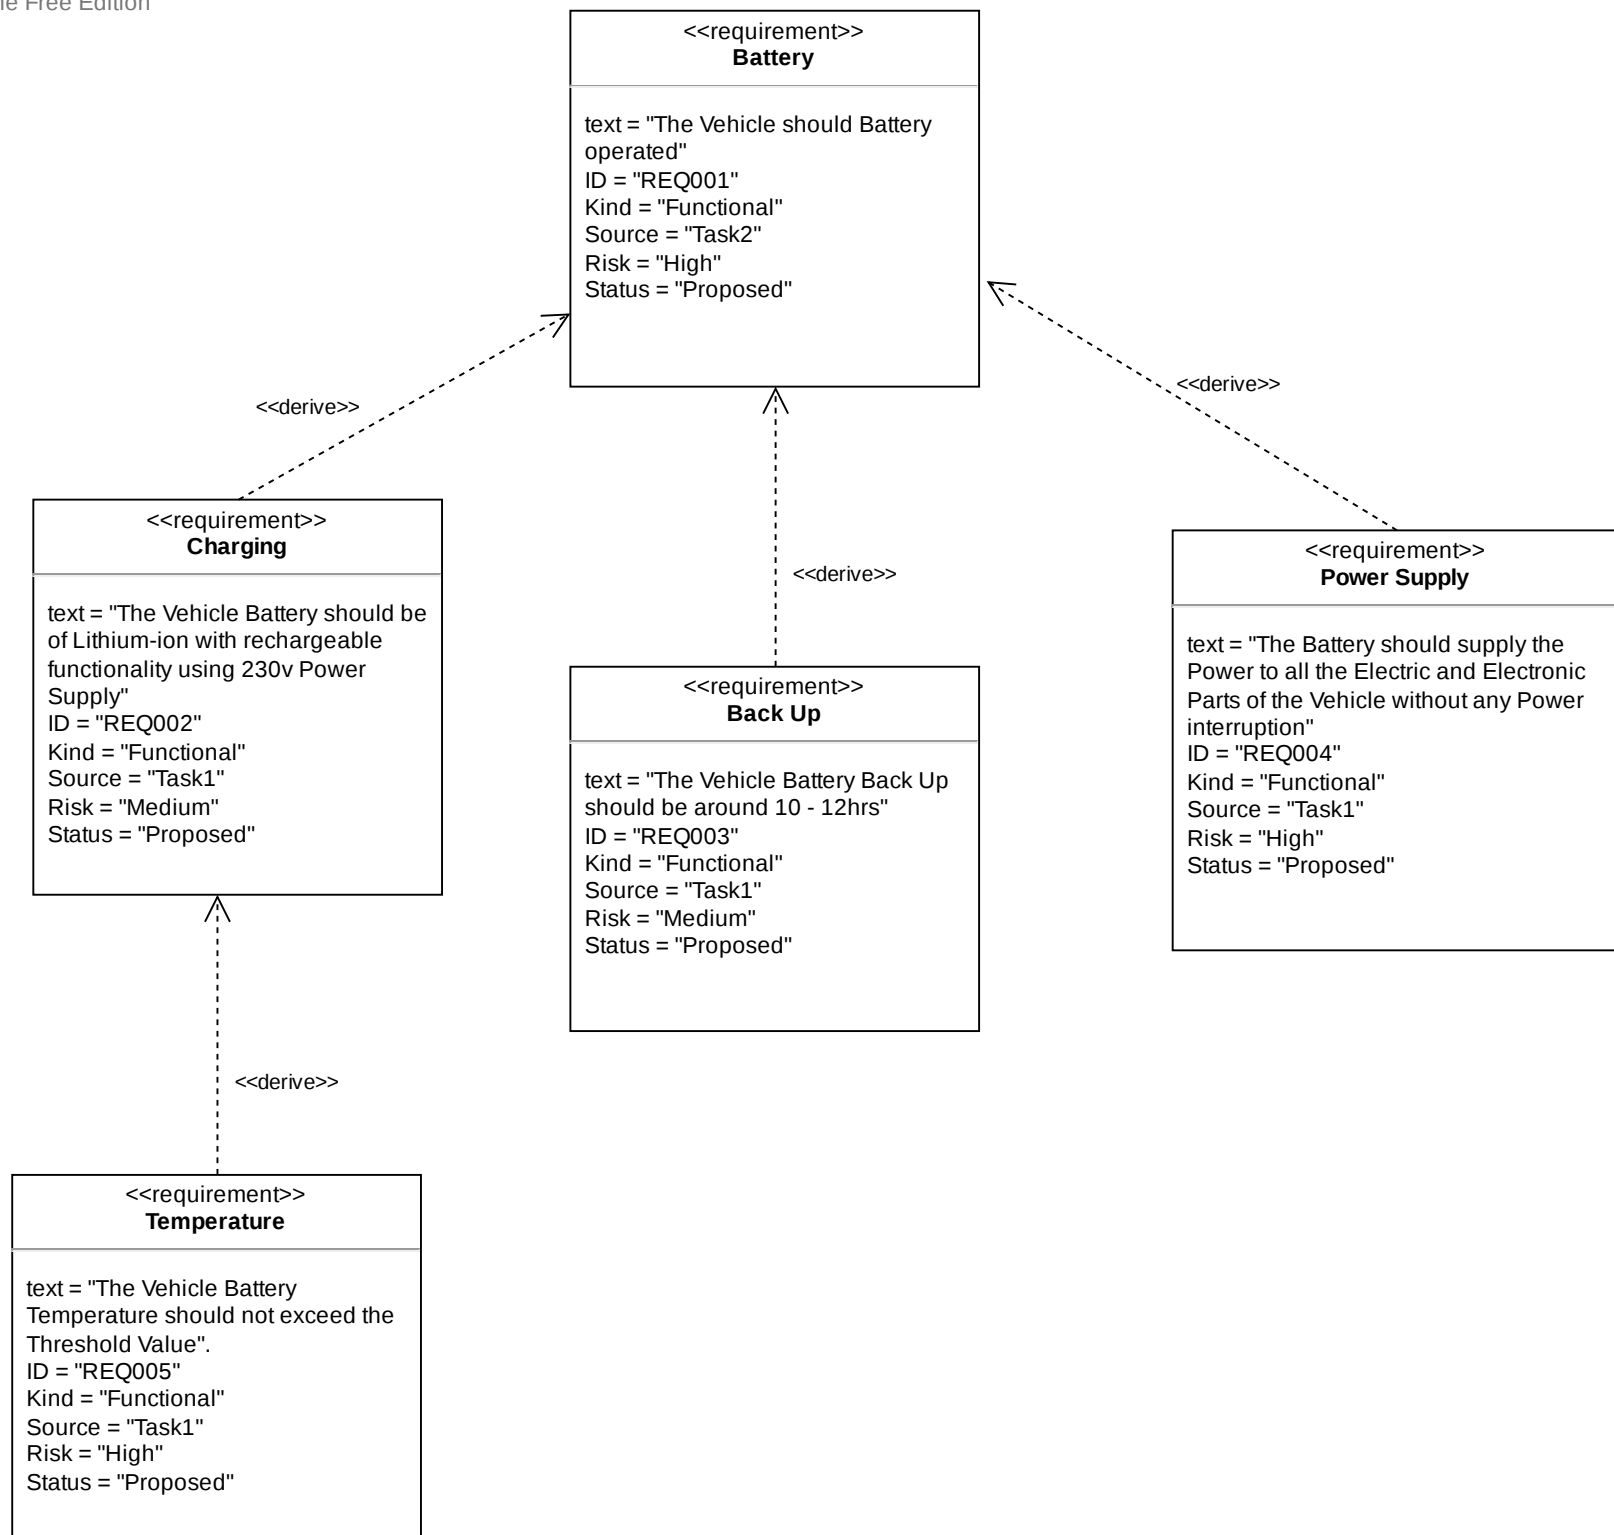 Free Edition
<<requirement>>
Battery
text = "The Vehicle should Battery
operated"
ID = "REQ001"
Kind = "Functional"
Source = "Task2"
Risk = "High"
Status = "Proposed"
<<derive>>
<<derive>>
<<derive>>
<<requirement>>
Charging
text = "The Vehicle Battery should be
of Lithium-ion with rechargeable
functionality using 230v Power
Supply"
ID = "REQ002"
Kind = "Functional"
Source = "Task1"
Risk = "Medium"
Status = "Proposed"
<<requirement>>
Back Up
text = "The Vehicle Battery Back Up
should be around 10 - 12hrs"
ID = "REQ003"
Kind = "Functional"
Source = "Task1"
Risk = "Medium"
Status = "Proposed"
<<requirement>>
Power Supply
text = "The Battery should supply the
Power to all the Electric and Electronic
Parts of the Vehicle without any Power
interruption"
ID = "REQ004"
Kind = "Functional"
Source = "Task1"
Risk = "High"
Status = "Proposed"
<<derive>>
<<requirement>>
Temperature
text = "The Vehicle Battery
Temperature should not exceed the
Threshold Value".
ID = "REQ005"
Kind = "Functional"
Source = "Task1"
Risk = "High"
Status = "Proposed"